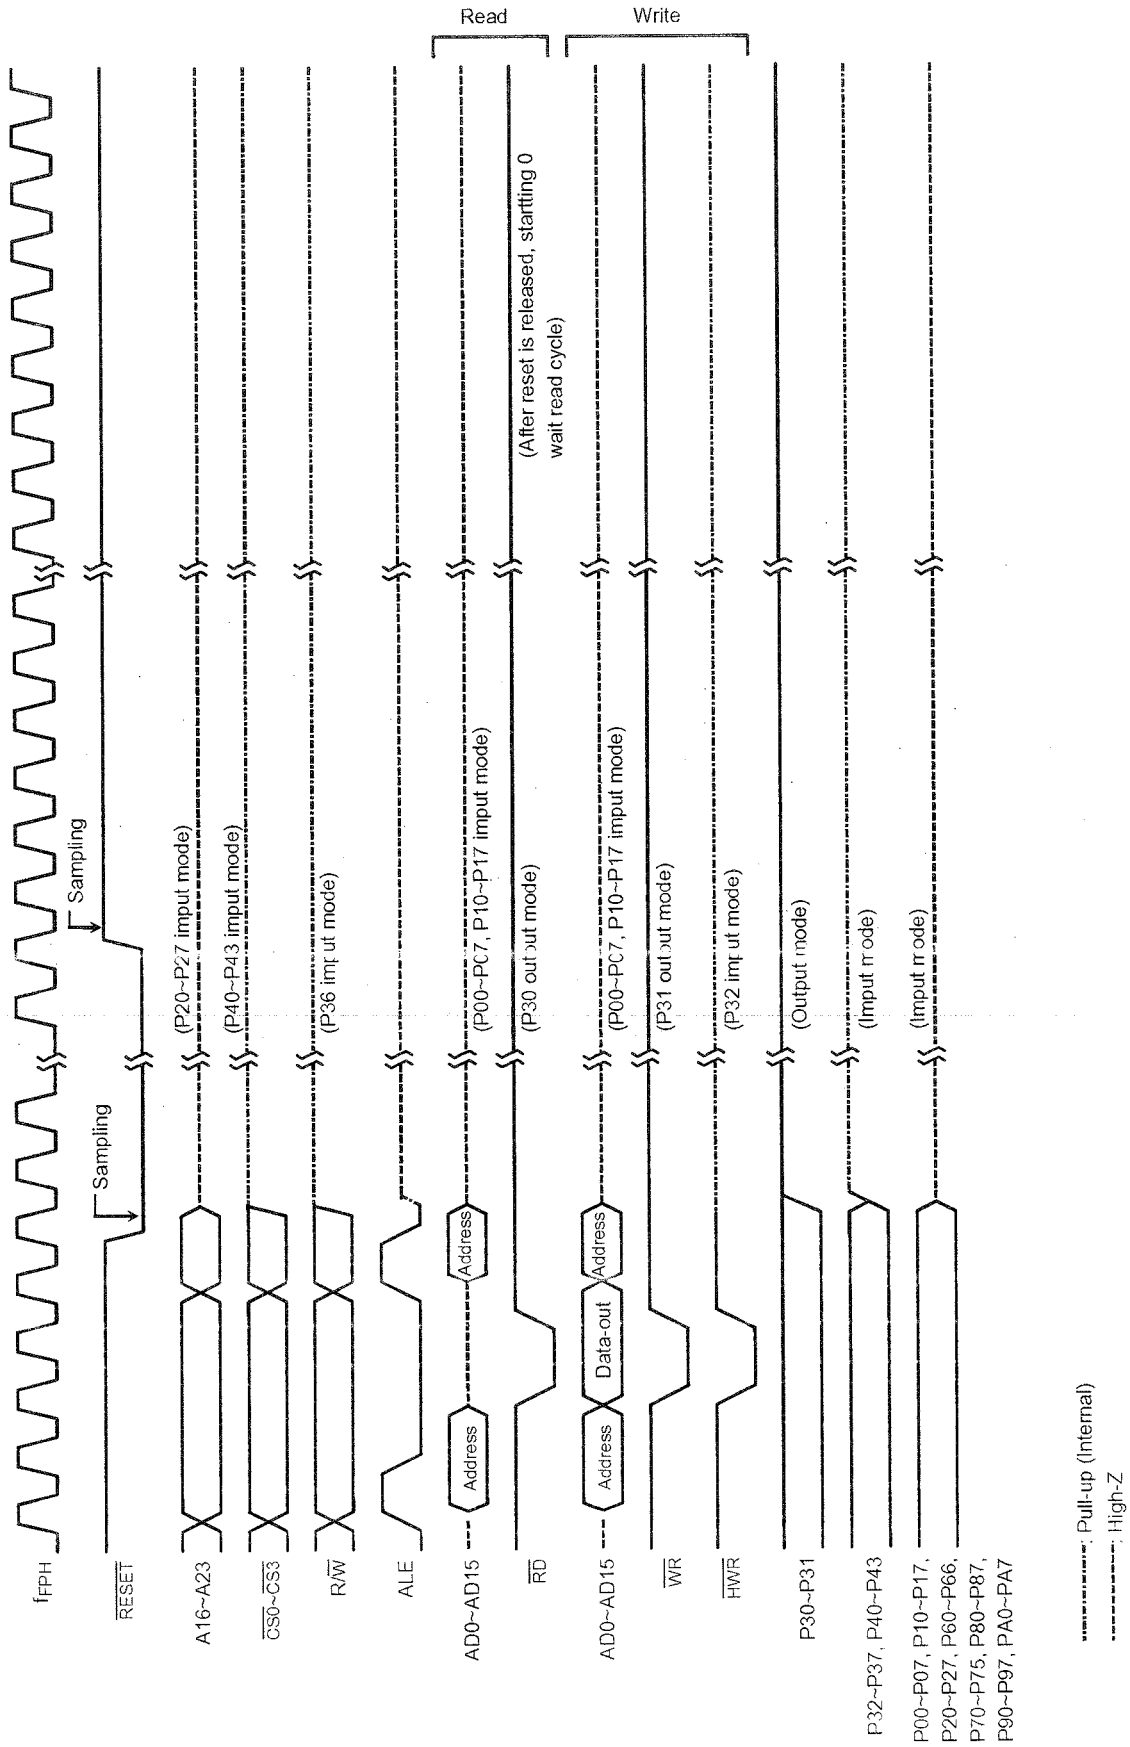 fFPH
RESET
Sampling
Sampling
A16~A23
(P20~P27 input mode)
CS0~CS3
(P40~P43 imput mode)
R/W
(P36 imput mode)
ALE
Read
AD0~AD15
Address
Address
(P00~P07, P10~P17 imput mode)
RD
(P30 output mode)
(After reset is released, startting 0
wait read cycle)
Write
AD0~AD15
Address
Data-out
Address
(P00~P07, P10~P17 imput mode)
WR
(P31 output mode)
HWR
(P32 imput mode)
P30~P31
(Output mode)
P32~P37, P40~P43
(Imput mode)
P00~P07, P10~P17,
P20~P27, P60~P66,
P70~P75, P80~P87,
P90~P97, PA0~PA7
(Imput mode)
: Pull-up (Internal)
: High-Z